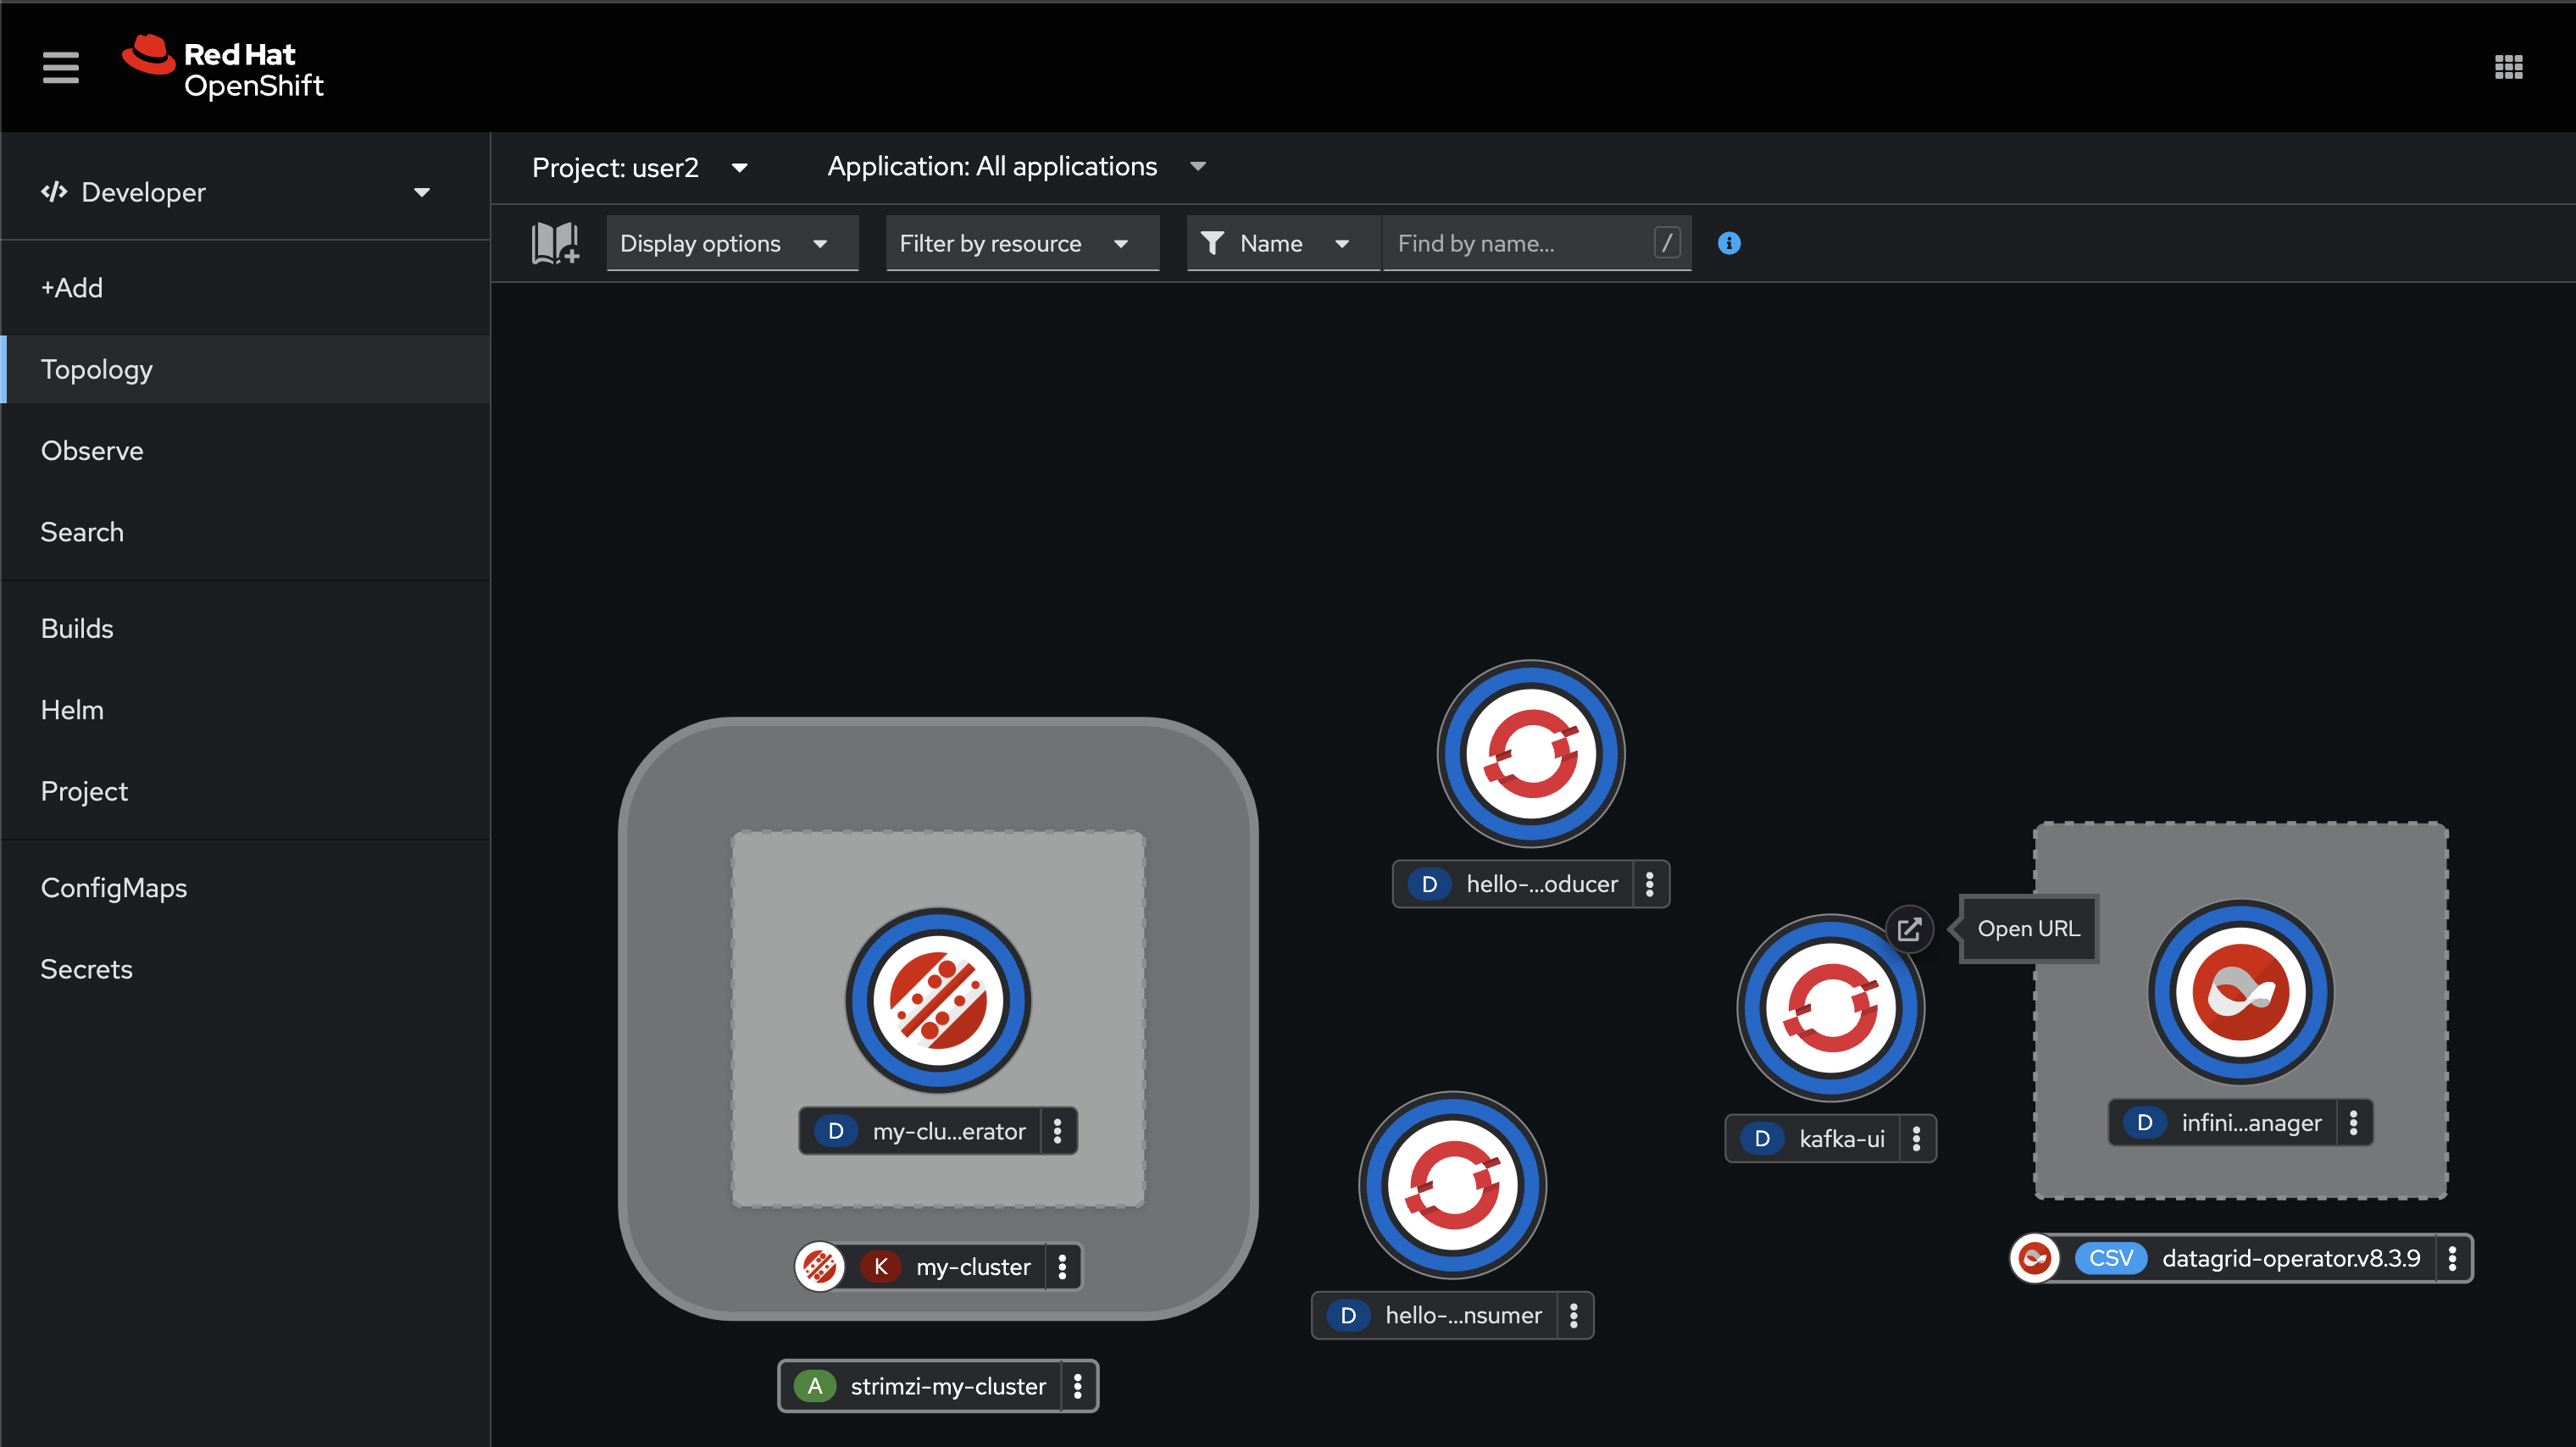 Red Hat
OpenShift
Developer
Project: user2
Application: All applications
Display options
Filter by resource
Name
Find by name...
/
+Add
Topology
Observe
Search
Builds
Helm
Project
ConfigMaps
Secrets
D hello-...oducer
Open URL
D my-clu...erator
D kafka-ui
D infini...anager
K my-cluster
CSV datagrid-operator.v8.3.9
D hello-...nsumer
A strimzi-my-cluster